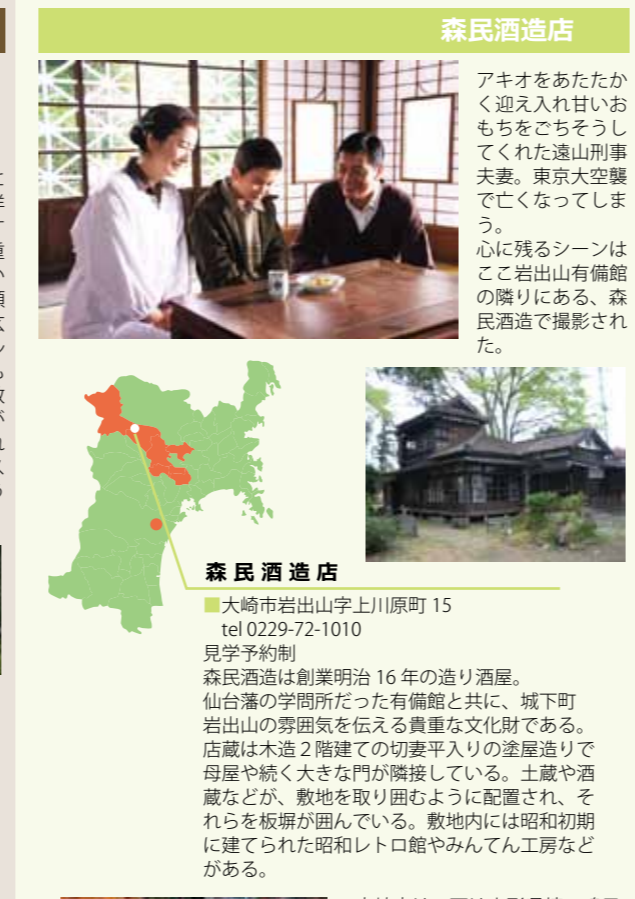 森民酒造店
アキオをあたたか
く迎え入れ甘いお
もちをごちそうし
てくれた遠山刑事
夫妻。東京大空襲
で亡くなってしま
う。
心に残るシーンは
ここ岩出山有備館
の隣りにある、森
民酒造で撮影され
た。
森民酒造店
■大崎市岩出山字上川原町 15
tel 0229-72-1010
見学予約制
森民酒造は創業明治 16 年の造り酒屋。
仙台藩の学問所だった有備館と共に、城下町
岩出山の雰囲気を伝える貴重な文化財である。
店蔵は木造２階建ての切妻平入りの塗屋造りで
母屋や続く大きな門が隣接している。土蔵や酒
蔵などが、敷地を取り囲むように配置され、そ
れらを板塀が囲んでいる。敷地内には昭和初期
に建てられた昭和レトロ館やみんてん工房など
がある。